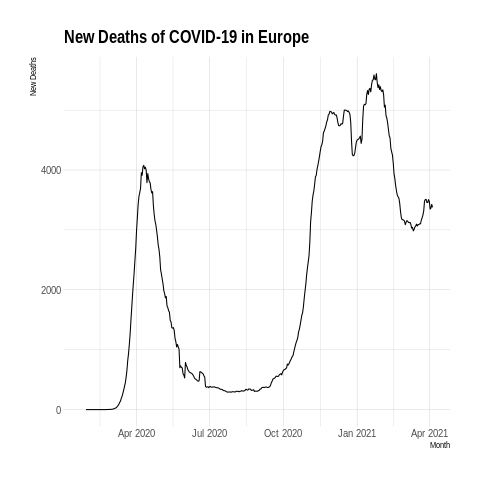 New Deaths of COVID-19 in Europe
New Deaths
4000
2000
0
Apr 2020
Jul 2020
Oct 2020
Jan 2021
Apr 2021
Month